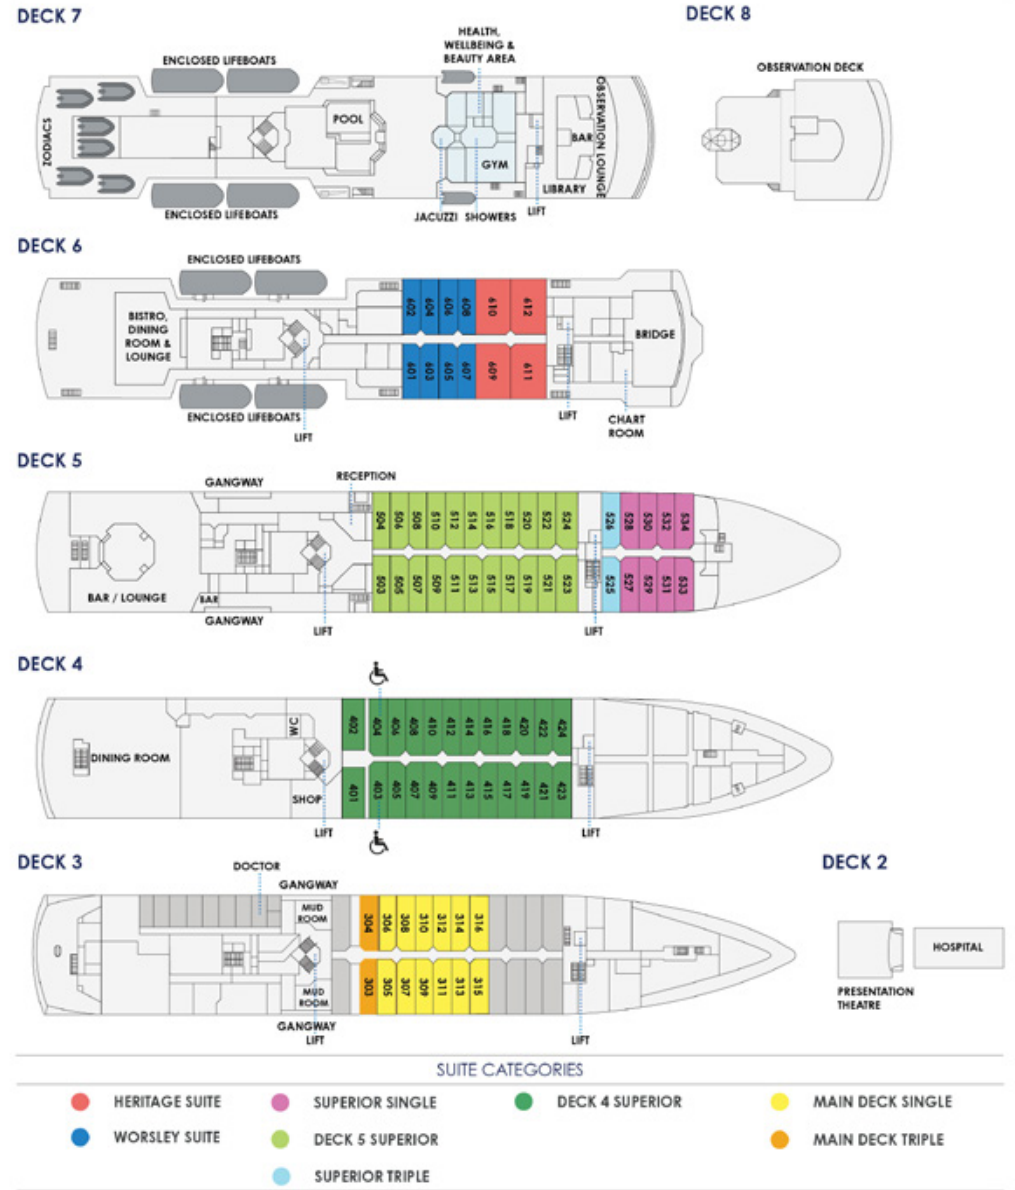 DECK 7
DECK 8
HEALTH,
WELLBEING &
BEAUTY AREA
ENCLOSED LIFEBOATS
OBSERVATION DECK
ZODIACS
POOL
GYM
BAR
OBSERVATION LOUNGE
LIBRARY
ENCLOSED LIFEBOATS
JACUZZI
SHOWERS
LIFT
DECK 6
ENCLOSED LIFEBOATS
602 604 606 608 610 612
BISTRO,
DINING
ROOM &
LOUNGE
BRIDGE
601 603 605 607 609 611
ENCLOSED LIFEBOATS
LIFT
LIFT
CHART
ROOM
DECK 5
GANGWAY
RECEPTION
504 506 508 510 512 514 516 518 520 522 524 526 528 530 532 534
503 505 507 509 511 513 515 517 519 521 523 525 527 529 531 533
BAR / LOUNGE
BAR
GANGWAY
LIFT
LIFT
DECK 4
WC
402 404 406 408 410 412 414 416 418 420 422 424
DINING ROOM
SHOP
401 403 405 407 409 411 413 415 417 419 421 423
LIFT
LIFT
DECK 3
DECK 2
DOCTOR
GANGWAY
MUD
ROOM
304 306 308 310 312 314 316
HOSPITAL
303 305 307 309 311 313 315
MUD
ROOM
PRESENTATION
THEATRE
GANGWAY
LIFT
LIFT
SUITE CATEGORIES
HERITAGE SUITE
SUPERIOR SINGLE
DECK 4 SUPERIOR
MAIN DECK SINGLE
WORSLEY SUITE
DECK 5 SUPERIOR
MAIN DECK TRIPLE
SUPERIOR TRIPLE